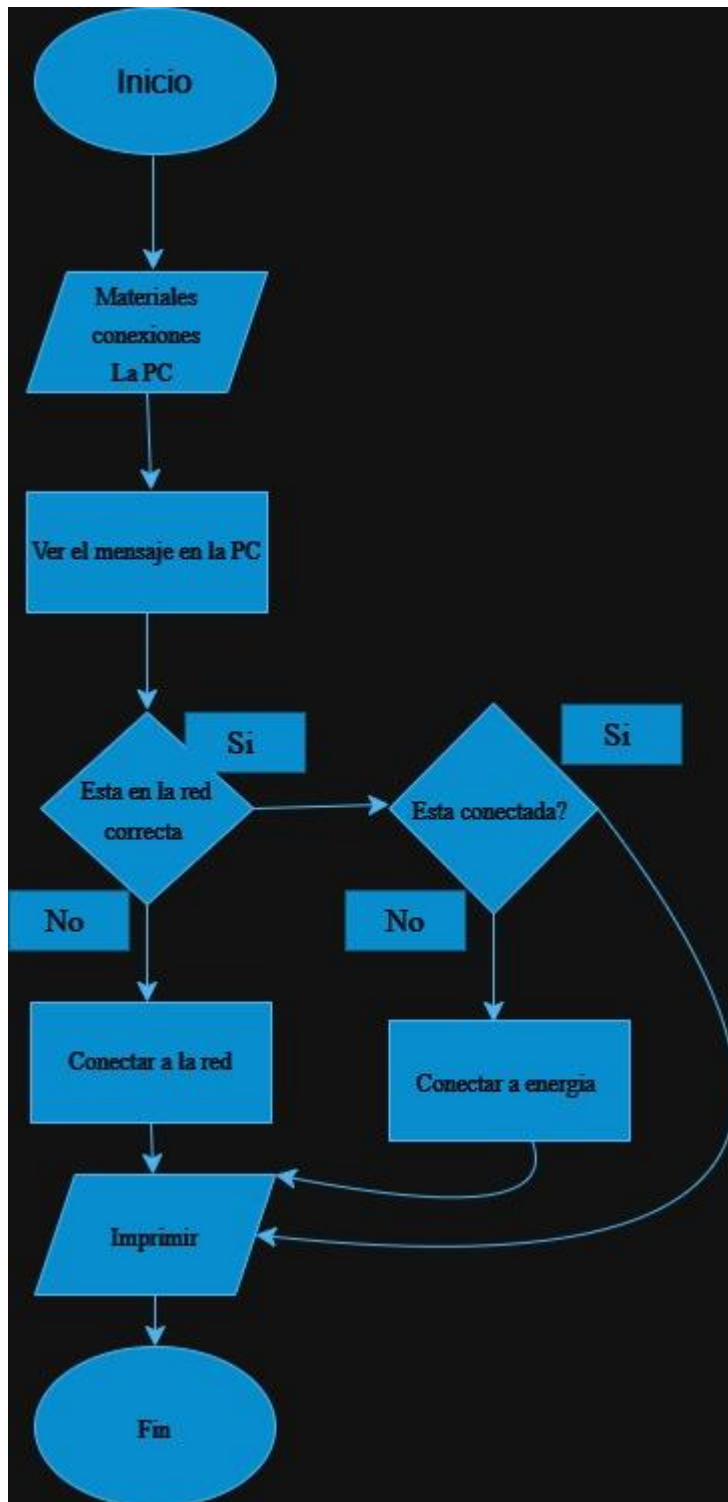 Inicio
Materiales
conexiones
La PC
Ver el mensaje en la PC
Si
Si
Esta en la red
correcta
Esta conectada?
No
No
Conectar a la red
Conectar a energia
Imprimir
Fin